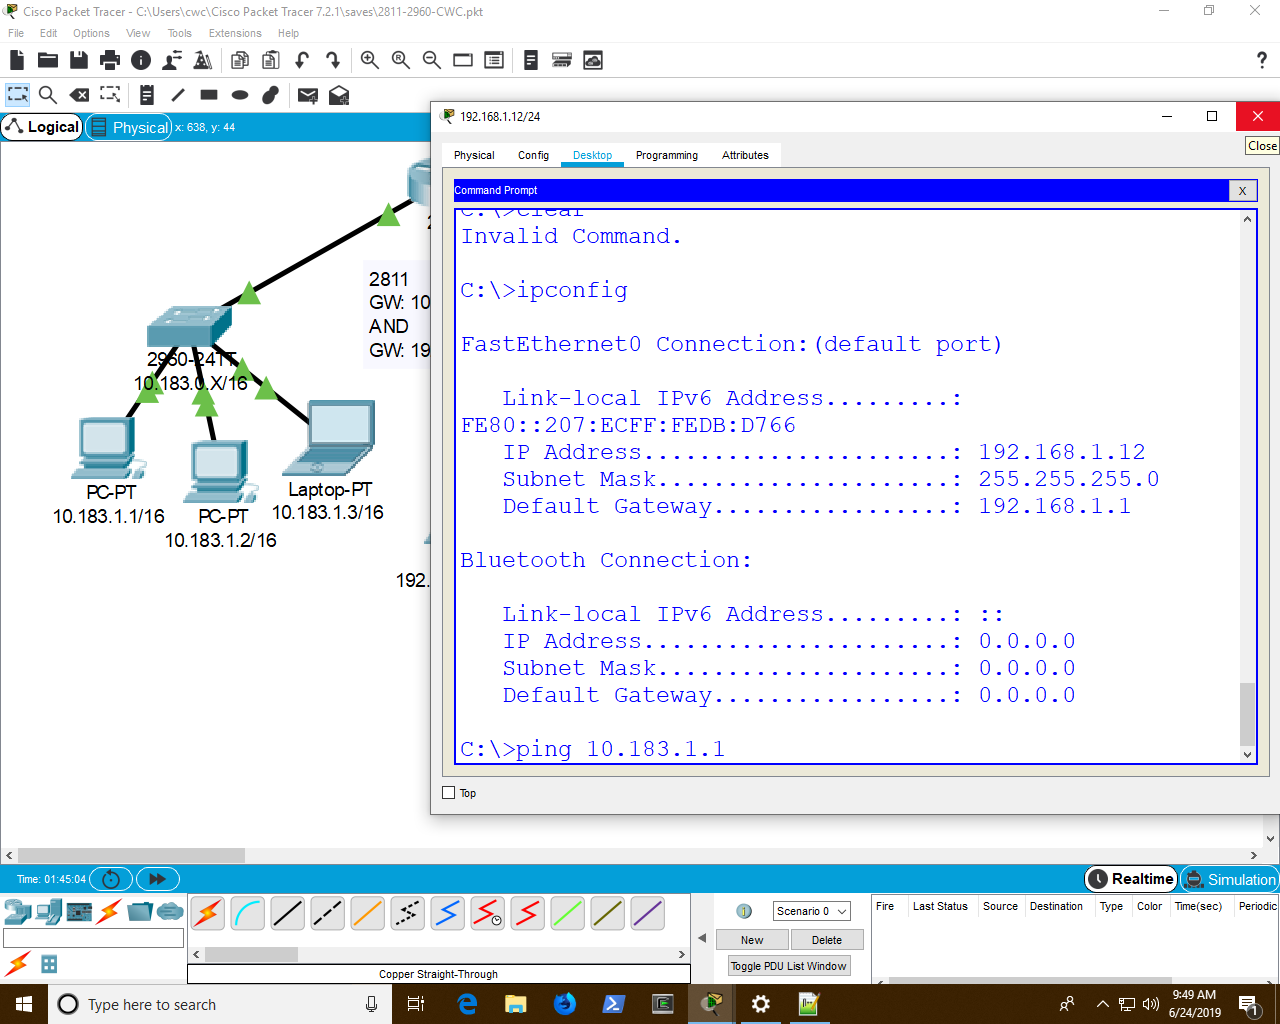 Cisco Packet Tracer - C:\Users\cwc\Cisco Packet Tracer 7.2.1\saves\2811-2960-CWC.pkt
File Edit Options View Tools Extensions Help
?
Logical Physical x: 638, y: 44
192.168.1.12/24
Close
Physical Config Desktop Programming Attributes
Command Prompt X
C:\>clear
Invalid Command.
C:\>ipconfig
FastEthernet0 Connection:(default port)
Link-local IPv6 Address.........:
FE80::207:ECFF:FEDB:D766
IP Address......................: 192.168.1.12
Subnet Mask.....................: 255.255.255.0
Default Gateway.................: 192.168.1.1
Bluetooth Connection:
Link-local IPv6 Address.........: ::
IP Address......................: 0.0.0.0
Subnet Mask.....................: 0.0.0.0
Default Gateway.................: 0.0.0.0
C:\>ping 10.183.1.1
Top
2
2811
GW: 10
AND
GW: 19
2960-24TT
10.183.0.X/16
PC-PT
10.183.1.1/16
PC-PT
10.183.1.2/16
Laptop-PT
10.183.1.3/16
192.
Time: 01:45:04
Realtime Simulation
Scenario 0
New Delete
Toggle PDU List Window
Fire Last Status Source Destination Type Color Time(sec) Periodic
Copper Straight-Through
Type here to search
9:49 AM
6/24/2019
1